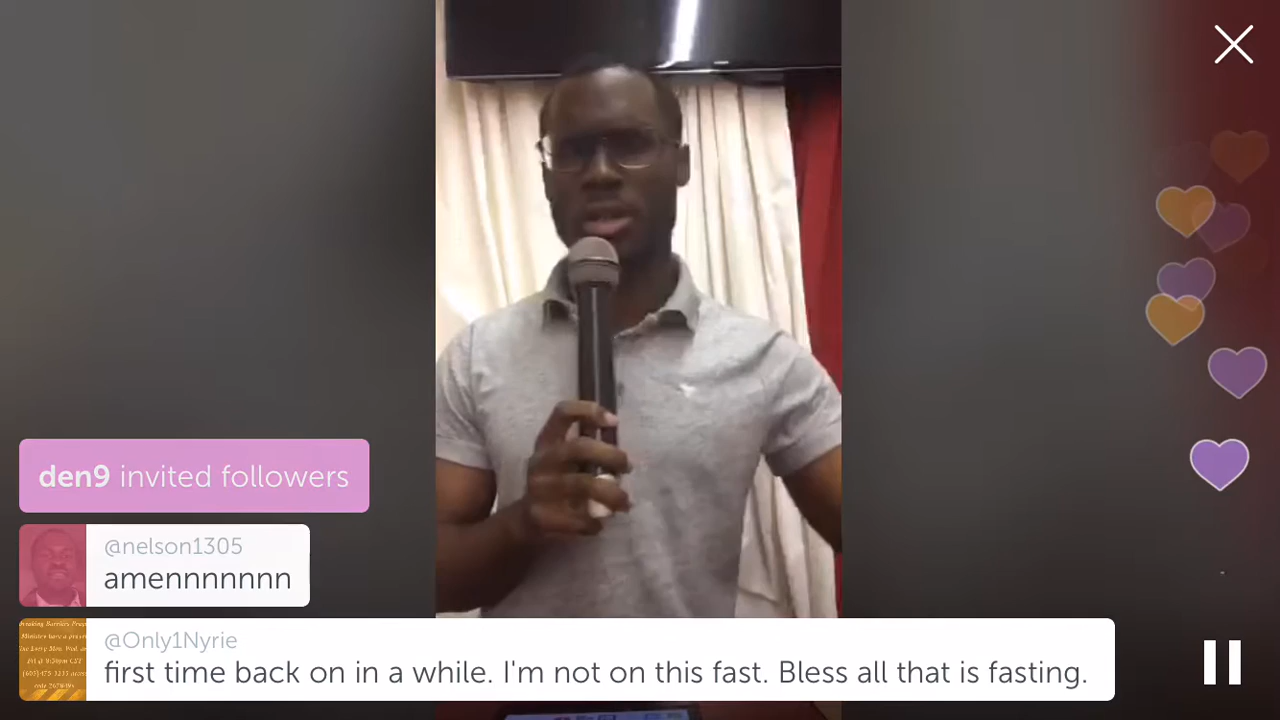 den9 invited followers
@nelson1305
amennnnnnn
@Only1Nyrie
first time back on in a while. I'm not on this fast. Bless all that is fasting.